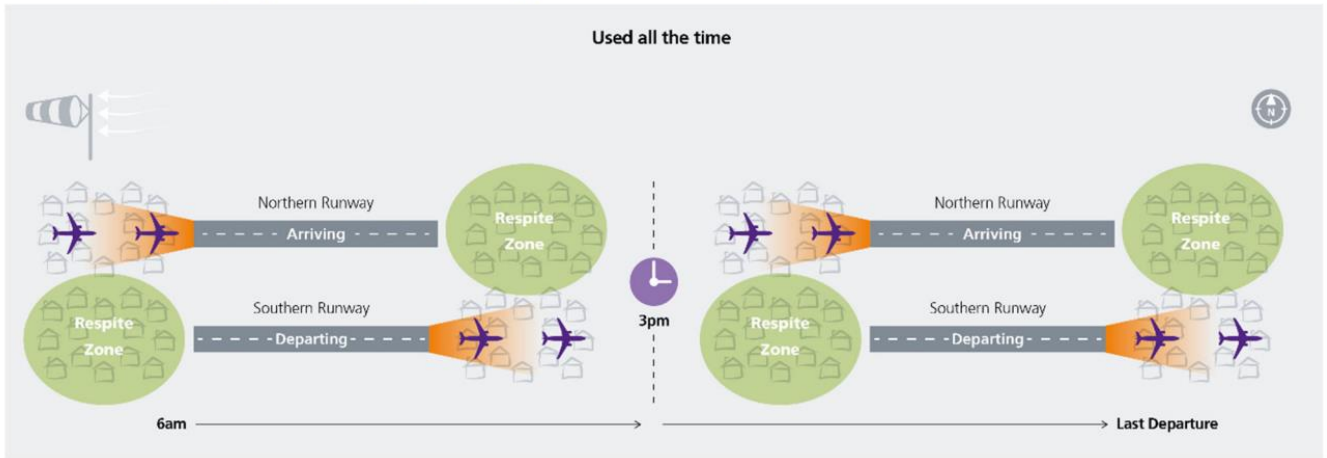 Used all the time
N
Northern Runway
Arriving
Respite
Zone
Southern Runway
Departing
Respite
Zone
3pm
Northern Runway
Arriving
Respite
Zone
Southern Runway
Departing
Respite
Zone
6am
Last Departure